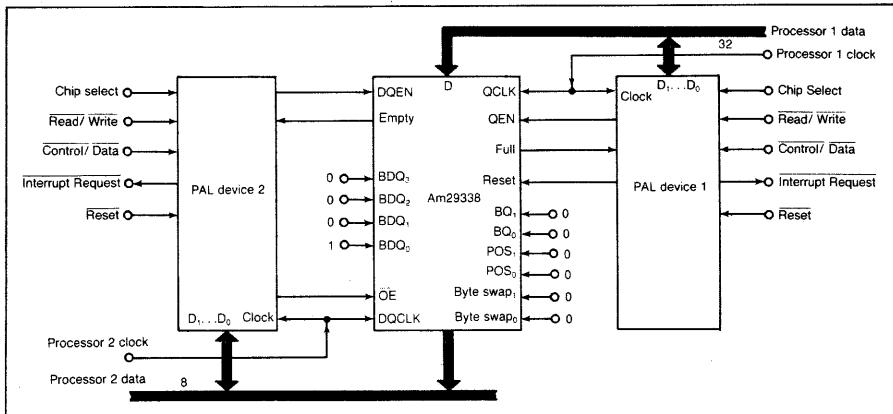 Processor 1 data
32
Processor 1 clock
Chip select
Read/ Write
Control/ Data
Interrupt Request
Reset
PAL device 2
D₁...D₀ Clock
DQEN
Empty
0 BDQ₃
0 BDQ₂
0 BDQ₁
1 BDQ₀
OE
DQCLK
D
Am29338
QCLK
QEN
Full
Reset
BQ₁ 0
BQ₀ 0
POS₁ 0
POS₀ 0
Byte swap₁ 0
Byte swap₀ 0
D₁...D₀
Clock
PAL device 1
Chip Select
Read/ Write
Control/ Data
Interrupt Request
Reset
Processor 2 clock
Processor 2 data
8